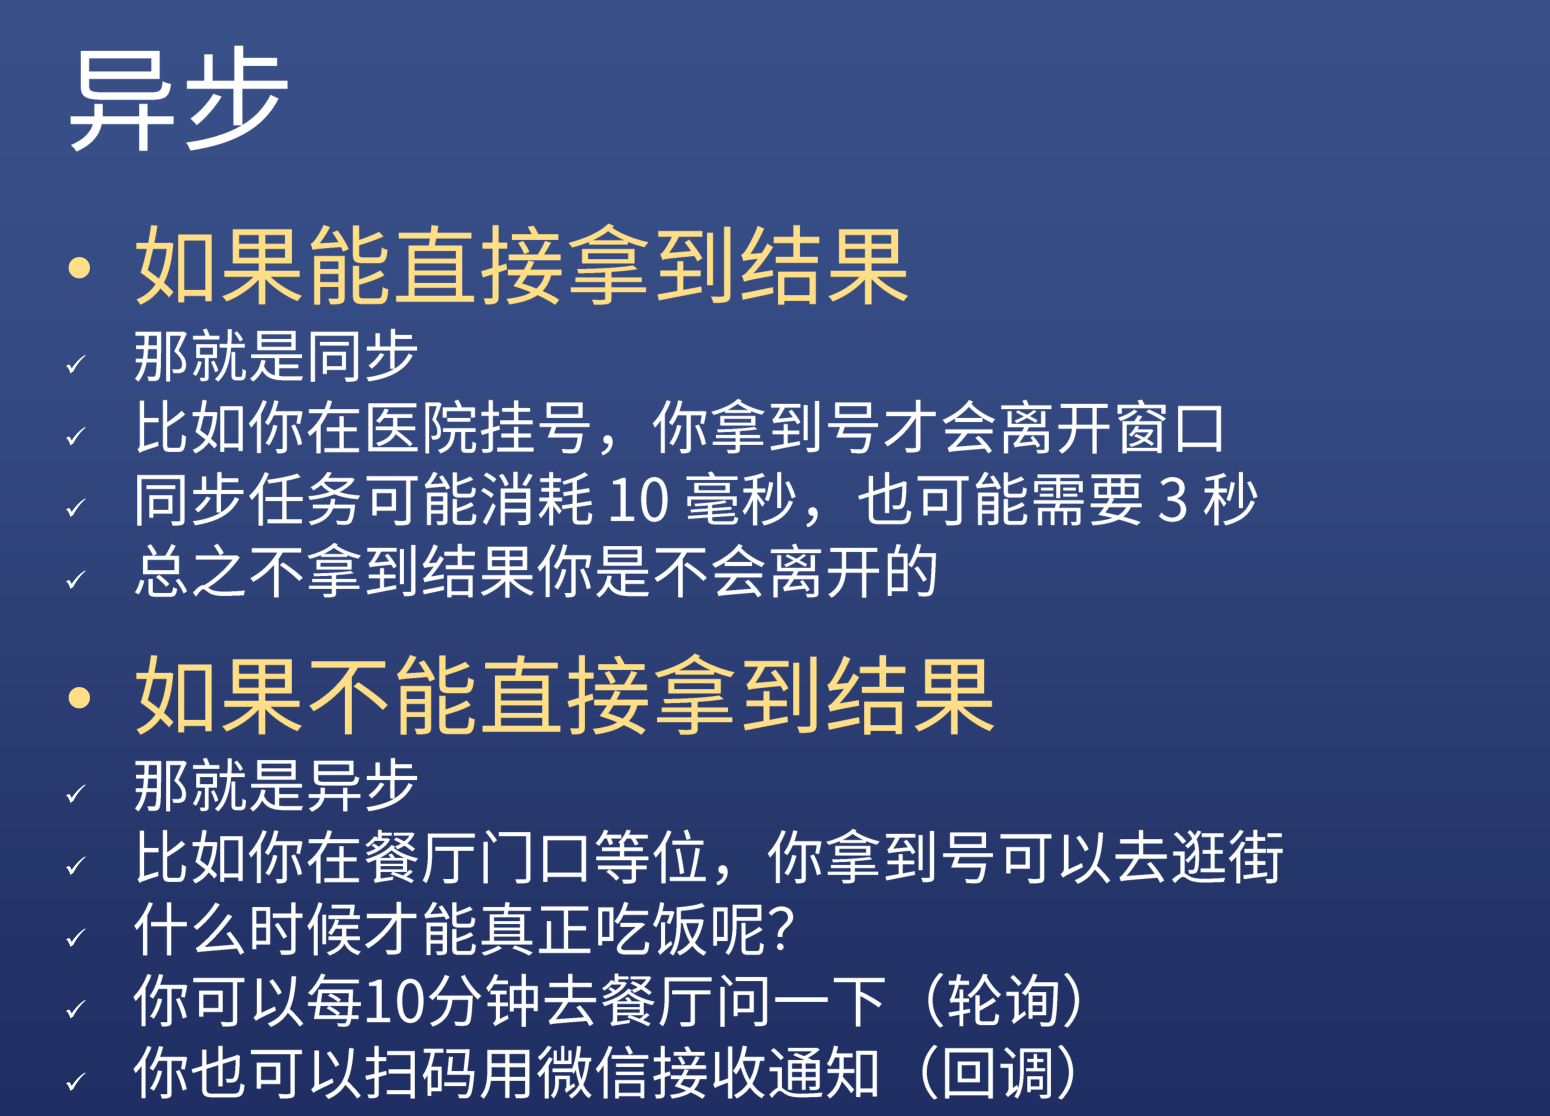 异步
• 如果能直接拿到结果
✓ 那就是同步
✓ 比如你在医院挂号，你拿到号才会离开窗口
✓ 同步任务可能消耗 10 毫秒，也可能需要 3 秒
✓ 总之不拿到结果你是不会离开的
• 如果不能直接拿到结果
✓ 那就是异步
✓ 比如你在餐厅门口等位，你拿到号可以去逛街
✓ 什么时候才能真正吃饭呢？
✓ 你可以每10分钟去餐厅问一下（轮询）
✓ 你也可以扫码用微信接收通知（回调）